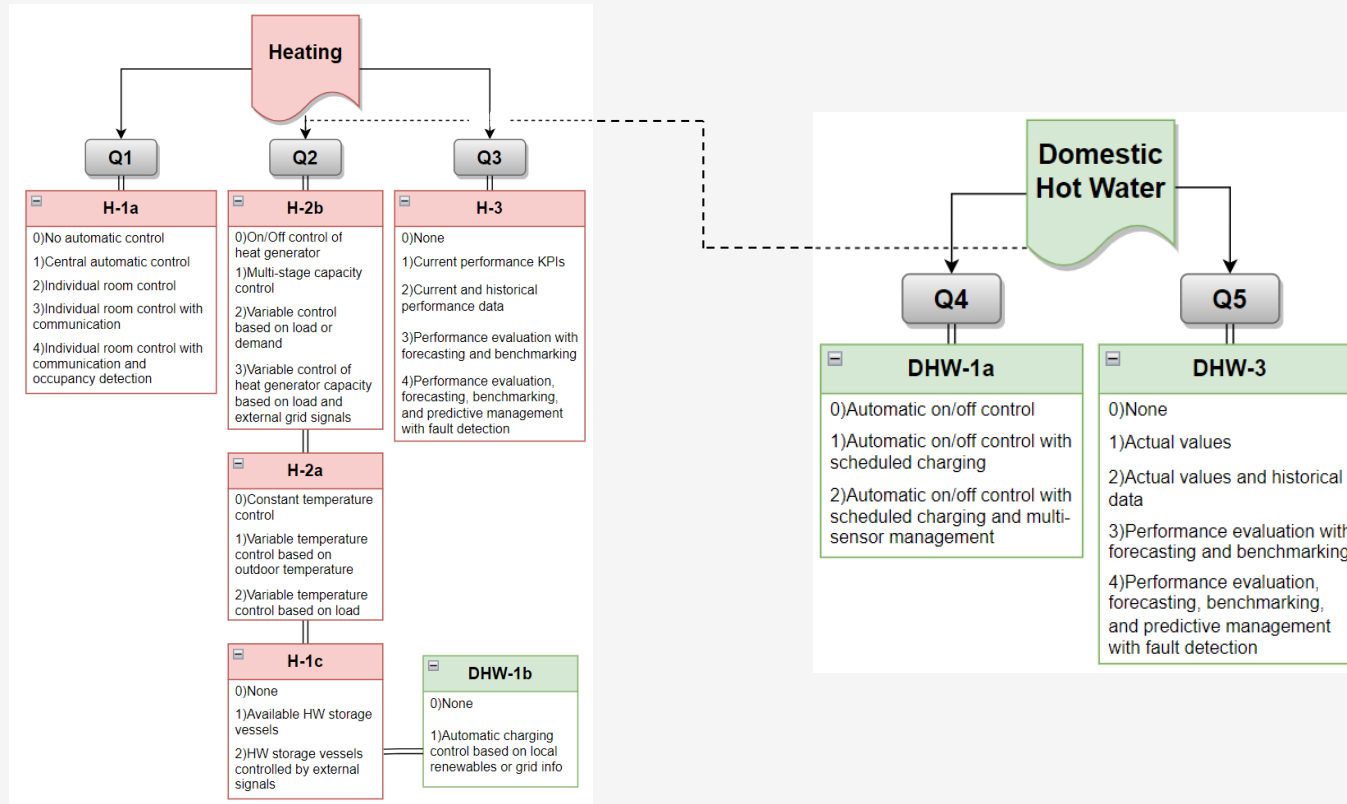 Heating
Q1
Q2
Q3
H-1a
0)No automatic control
1)Central automatic control
2)Individual room control
3)Individual room control with
communication
4)Individual room control with
communication and
occupancy detection
H-2b
0)On/Off control of
heat generator
1)Multi-stage capacity
control
2)Variable control
based on load or
demand
3)Variable control of
heat generator capacity
based on load and
external grid signals
H-3
0)None
1)Current performance KPIs
2)Current and historical
performance data
3)Performance evaluation with
forecasting and benchmarking
4)Performance evaluation,
forecasting, benchmarking,
and predictive management
with fault detection
H-2a
0)Constant temperature
control
1)Variable temperature
control based on
outdoor temperature
2)Variable temperature
control based on load
H-1c
0)None
1)Available HW storage
vessels
2)HW storage vessels
controlled by external
signals
DHW-1b
0)None
1)Automatic charging
control based on local
renewables or grid info
Domestic
Hot Water
Q4
Q5
DHW-1a
0)Automatic on/off control
1)Automatic on/off control with
scheduled charging
2)Automatic on/off control with
scheduled charging and multi-
sensor management
DHW-3
0)None
1)Actual values
2)Actual values and historical
data
3)Performance evaluation with
forecasting and benchmarking
4)Performance evaluation,
forecasting, benchmarking,
and predictive management
with fault detection